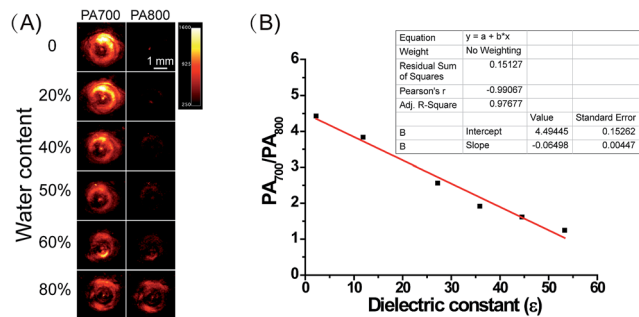 (A)
PA700 PA800
0
20%
40%
50%
60%
80%
Water content
1 mm
1600
925
250
(B)
Equation y = a + b*x
Weight No Weighting
Residual Sum of Squares 0.15127
Pearson's r -0.99067
Adj. R-Square 0.97677
Value Standard Error
B Intercept 4.49445 0.15262
B Slope -0.06498 0.00447
PA700/PA800
6
5
4
3
2
1
0
0 10 20 30 40 50 60
Dielectric constant (ε)